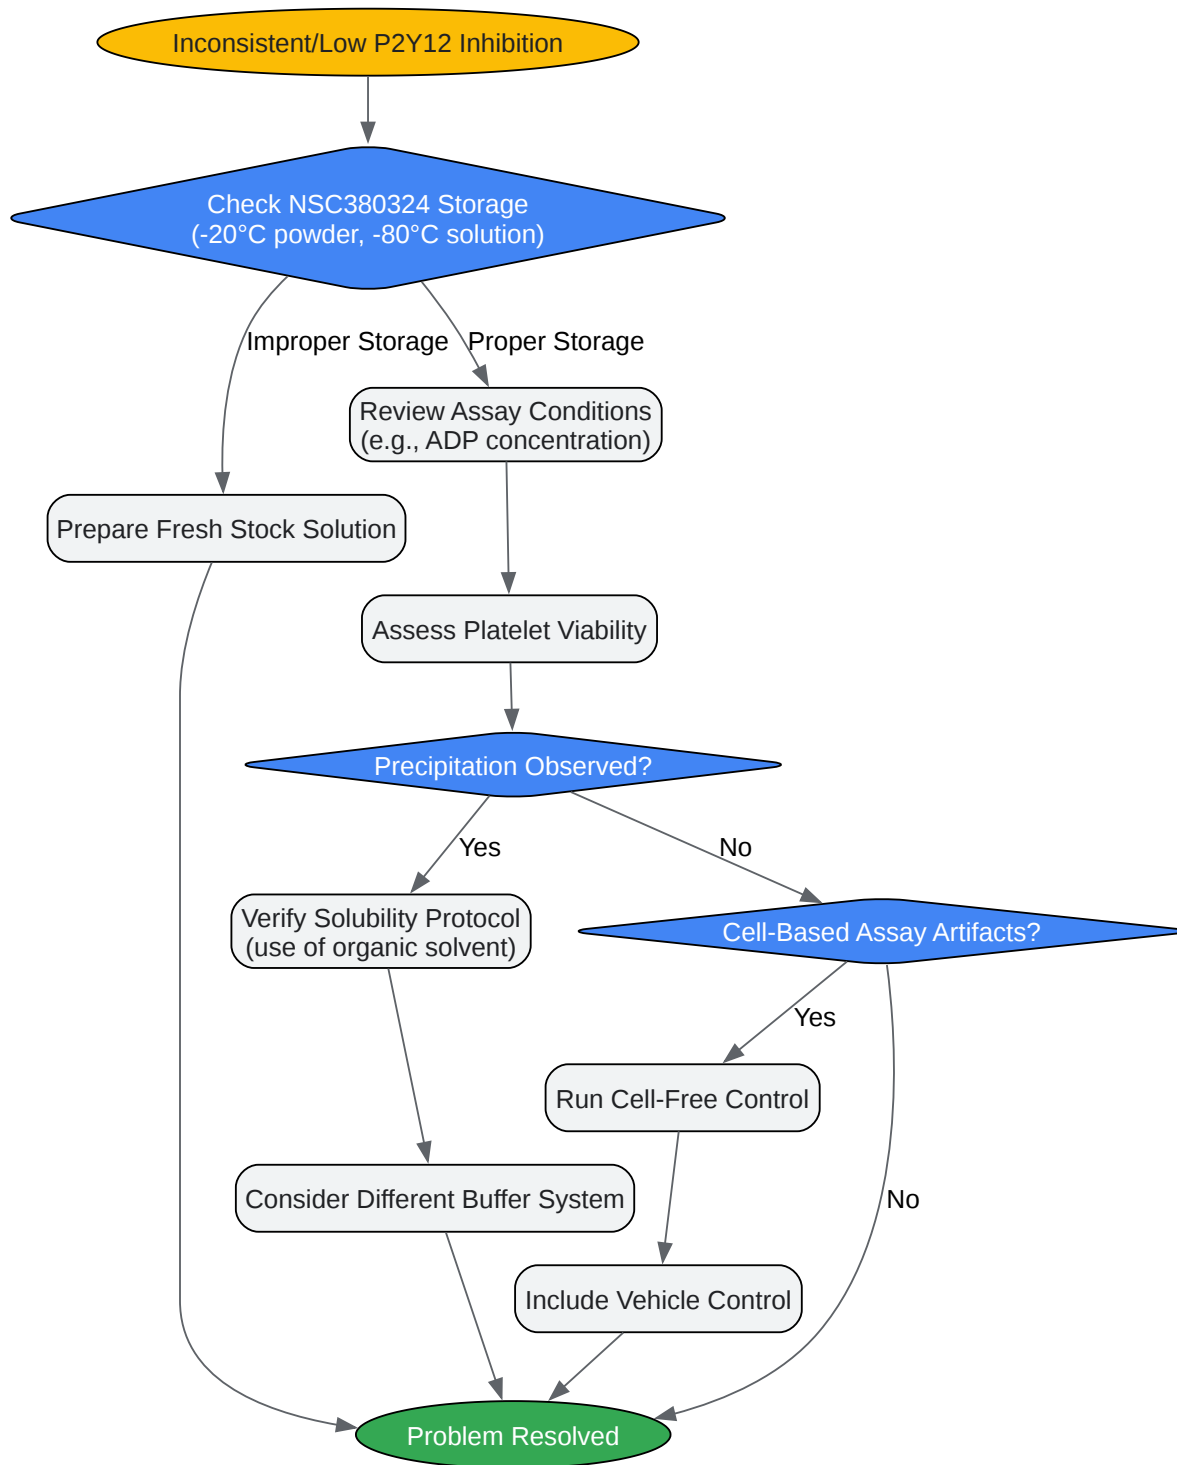 Inconsistent/Low P2Y12 Inhibition
Check NSC380324 Storage
(-20°C powder, -80°C solution)
Improper Storage
Proper Storage
Review Assay Conditions
(e.g., ADP concentration)
Prepare Fresh Stock Solution
Assess Platelet Viability
Precipitation Observed?
Yes
No
Verify Solubility Protocol
(use of organic solvent)
Cell-Based Assay Artifacts?
Yes
Run Cell-Free Control
Consider Different Buffer System
No
Include Vehicle Control
Problem Resolved